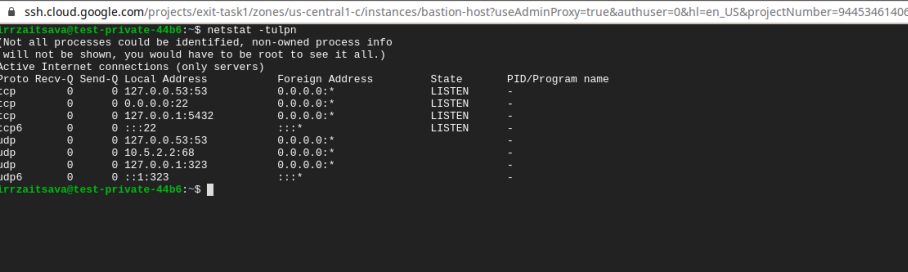 ssh.cloud.google.com/projects/exit-task1/zones/us-central1-c/instances/bastion-host?useAdminProxy=true&authuser=0&hl=en_US&projectNumber=94453461406
irrzaitsava@test-private-44b6:~$ netstat -tulpn
(Not all processes could be identified, non-owned process info
will not be shown, you would have to be root to see it all.)
Active Internet connections (only servers)
Proto Recv-Q Send-Q Local Address Foreign Address State PID/Program name
tcp 0 0 127.0.0.53:53 0.0.0.0:* LISTEN -
tcp 0 0 0.0.0.0:22 0.0.0.0:* LISTEN -
tcp 0 0 127.0.0.1:5432 0.0.0.0:* LISTEN -
tcp6 0 0 :::22 :::* LISTEN -
udp 0 0 127.0.0.53:53 0.0.0.0:* -
udp 0 0 10.5.2.2:68 0.0.0.0:* -
udp 0 0 127.0.0.1:323 0.0.0.0:* -
udp6 0 0 ::1:323 :::* -
irrzaitsava@test-private-44b6:~$